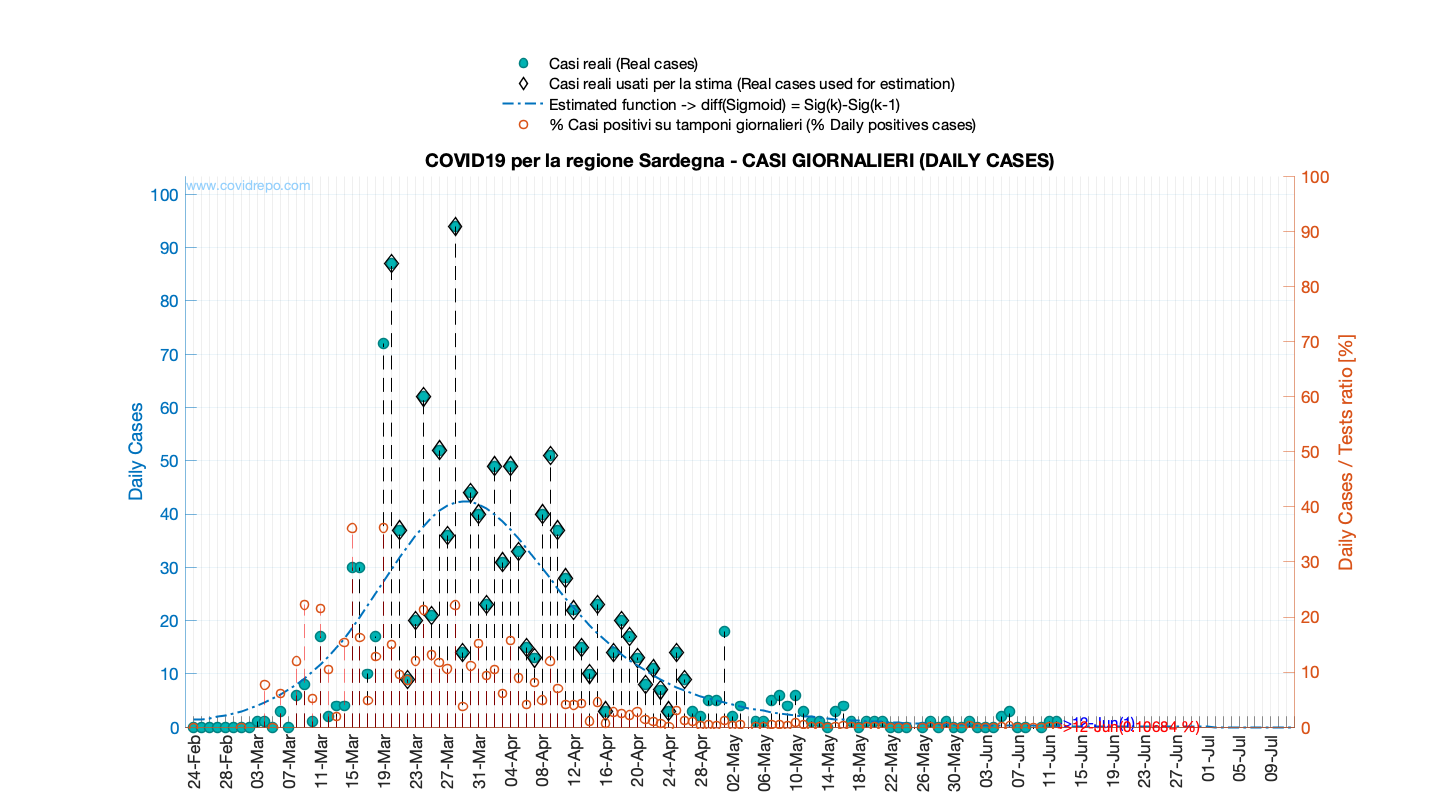 Casi reali (Real cases)
Casi reali usati per la stima (Real cases used for estimation)
Estimated function -> diff(Sigmoid) = Sig(k)-Sig(k-1)
% Casi positivi su tamponi giornalieri (% Daily positives cases)
COVID19 per la regione Sardegna - CASI GIORNALIERI (DAILY CASES)
www.covidrepo.com
100
90
80
70
60
50
40
30
20
10
0
Daily Cases
100
90
80
70
60
50
40
30
20
10
0
Daily Cases / Tests ratio [%]
>12-Jun(1)
>12-Jun(0.10684 %)
24-Feb
28-Feb
03-Mar
07-Mar
11-Mar
15-Mar
19-Mar
23-Mar
27-Mar
31-Mar
04-Apr
08-Apr
12-Apr
16-Apr
20-Apr
24-Apr
28-Apr
02-May
06-May
10-May
14-May
18-May
22-May
26-May
30-May
03-Jun
07-Jun
11-Jun
15-Jun
19-Jun
23-Jun
27-Jun
01-Jul
05-Jul
09-Jul